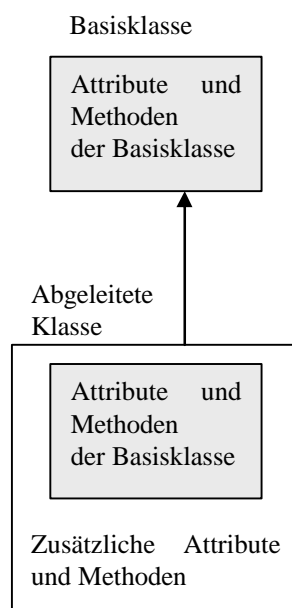 Basisklasse
Attribute und
Methoden
der Basisklasse
Abgeleitete
Klasse
Attribute und
Methoden
der Basisklasse
Zusätzliche Attribute
und Methoden